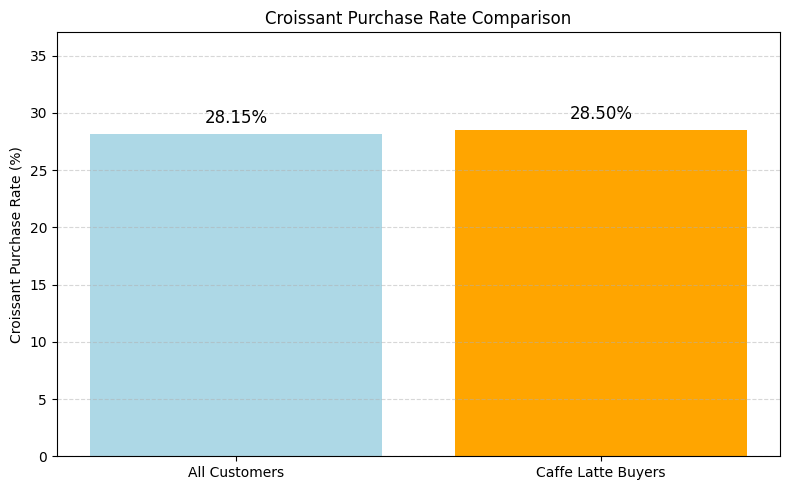 Croissant Purchase Rate Comparison
Croissant Purchase Rate (%)
35
30
25
20
15
10
5
0
28.15%
28.50%
All Customers
Caffe Latte Buyers